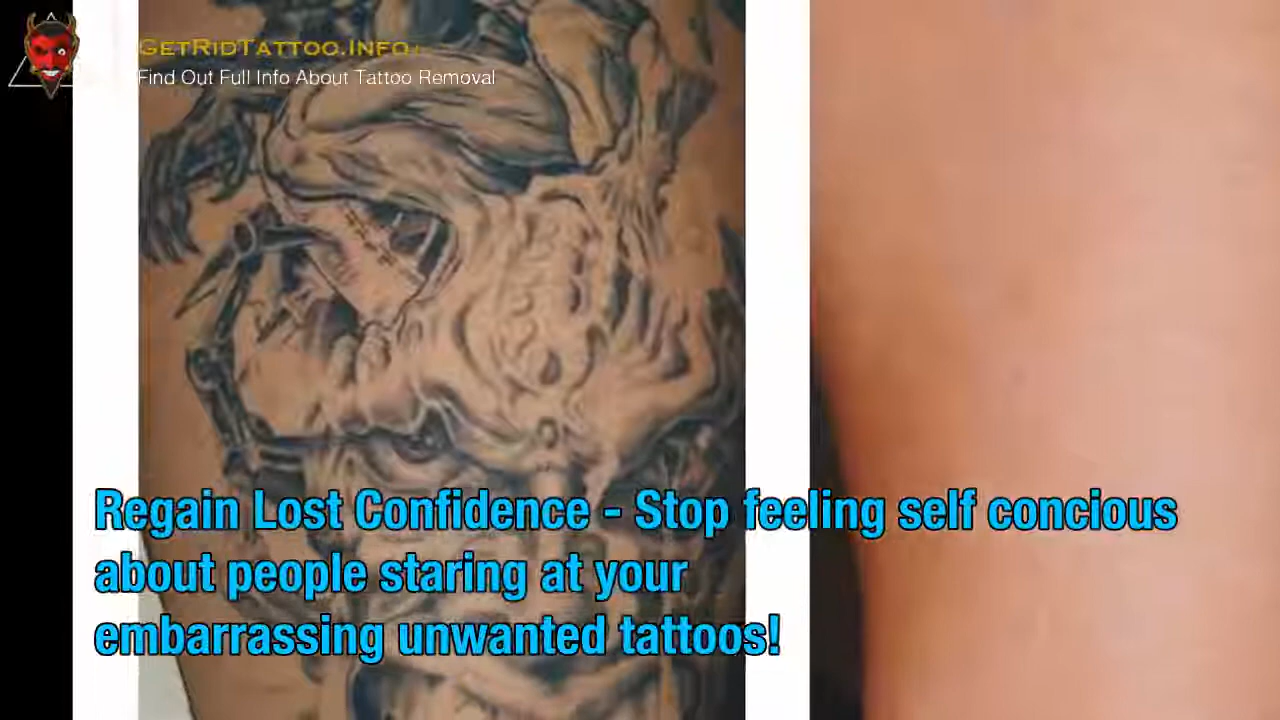 GetRidTattoo.Info
Find Out Full Info About Tattoo Removal
Regain Lost Confidence - Stop feeling self concious
about people staring at your
embarrassing unwanted tattoos!